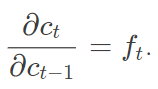 ∂c_t/∂c_{t−1} = f_t.